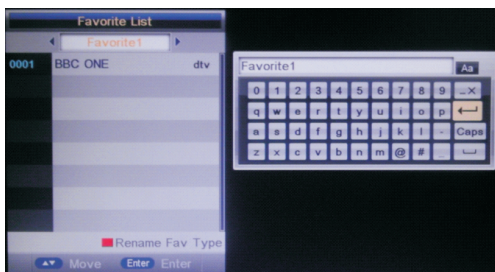 Favorite List
Favorite1
0001 BBC ONE dtv
Rename Fav Type
Move Enter Enter
Favorite1 Aa
0 1 2 3 4 5 6 7 8 9 _X
q w e r t y u i o p
a s d f g h j k l - Caps
z x c v b n m @ # _